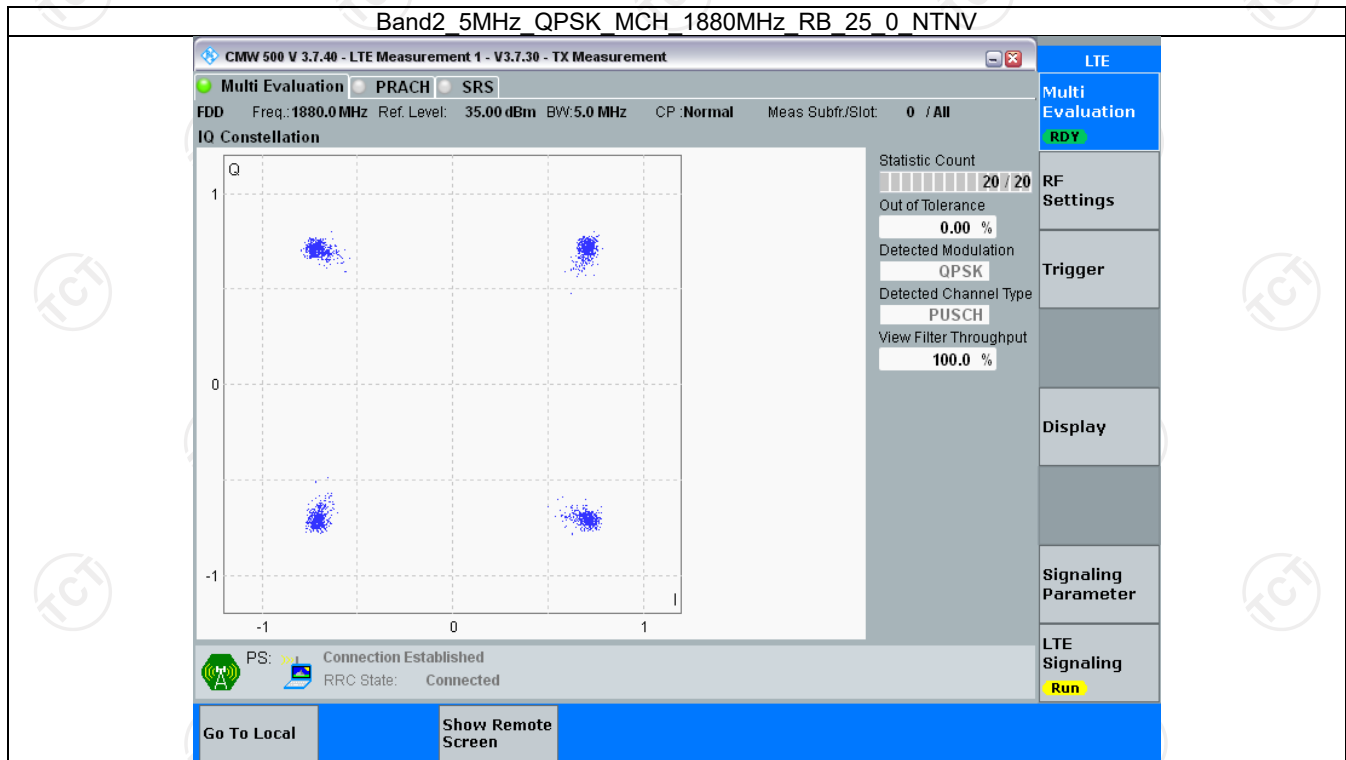 Band2_5MHz_QPSK_MCH_1880MHz_RB_25_0_NTNV
CMW 500 V 3.7.40 - LTE Measurement 1 - V3.7.30 - TX Measurement
LTE
Multi Evaluation PRACH SRS
FDD Freq.:1880.0 MHz Ref. Level: 35.00 dBm BW:5.0 MHz CP :Normal Meas Subfr./Slot: 0 / All
IQ Constellation
Q
1
0
-1
I
-1 0 1
Statistic Count
20 / 20
Out of Tolerance
0.00 %
Detected Modulation
QPSK
Detected Channel Type
PUSCH
View Filter Throughput
100.0 %
Multi
Evaluation
RDY
RF
Settings
Trigger
Display
Signaling
Parameter
LTE
Signaling
Run
PS: Connection Established
RRC State: Connected
Go To Local
Show Remote
Screen
TCT
TCT
TCT
TCT